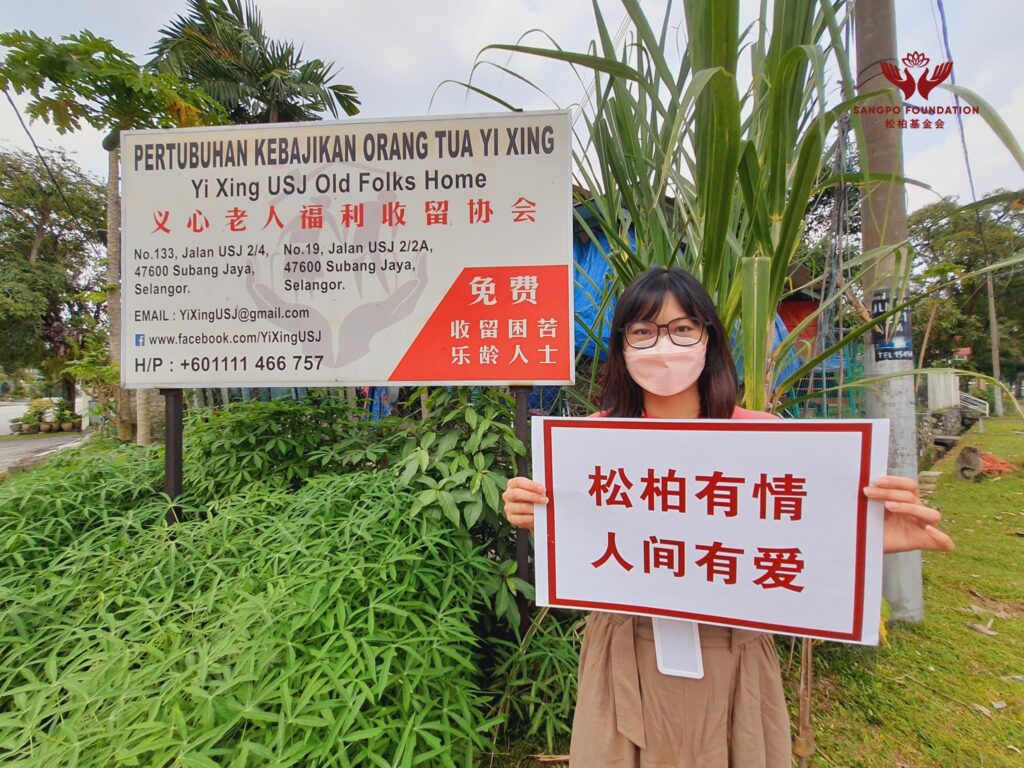 PERTUBUHAN KEBAJIKAN ORANG TUA YI XING
Yi Xing USJ Old Folks Home
义心老人福利收留协会
No.133, Jalan USJ 2/4,
47600 Subang Jaya,
Selangor.
No.19, Jalan USJ 2/2A,
47600 Subang Jaya,
Selangor.
EMAIL : YiXingUSJ@gmail.com
www.facebook.com/YiXingUSJ
H/P : +601111 466 757
免费
收留困苦
乐龄人士
SANGPO FOUNDATION
松柏基金会
松柏有情
人间有爱